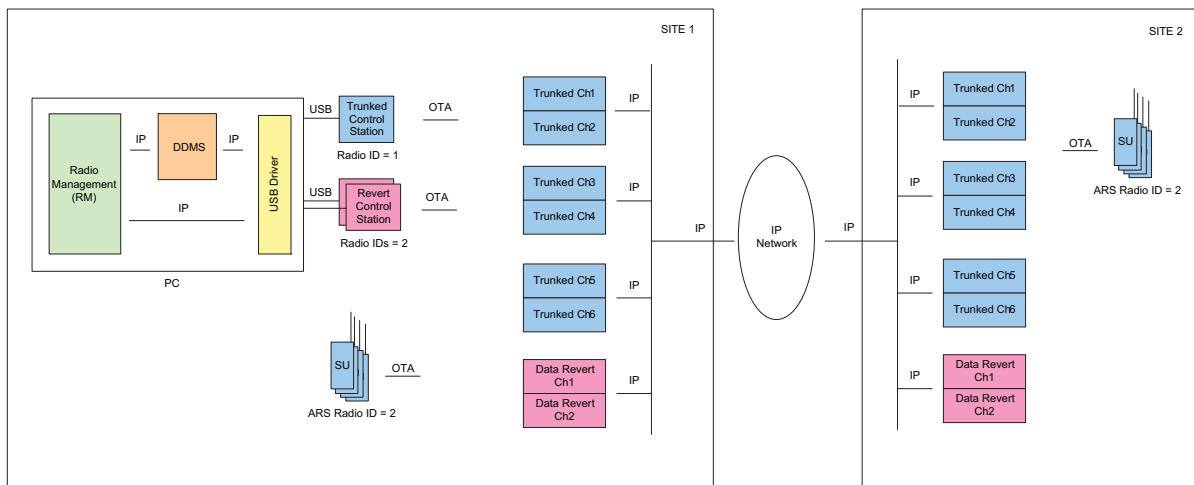 SITE 1
SITE 2
Radio
Management
(RM)
IP
DDMS
IP
IP
USB Driver
PC
USB
Trunked
Control
Station
Radio ID = 1
OTA
USB
Revert
Control
Station
Radio IDs = 2
OTA
SU
OTA
ARS Radio ID = 2
Trunked Ch1
Trunked Ch2
IP
Trunked Ch3
Trunked Ch4
IP
Trunked Ch5
Trunked Ch6
IP
Data Revert
Ch1
Data Revert
Ch2
IP
IP
IP
Network
IP
IP
Trunked Ch1
Trunked Ch2
IP
Trunked Ch3
Trunked Ch4
IP
Trunked Ch5
Trunked Ch6
IP
Data Revert
Ch1
Data Revert
Ch2
OTA
SU
ARS Radio ID = 2